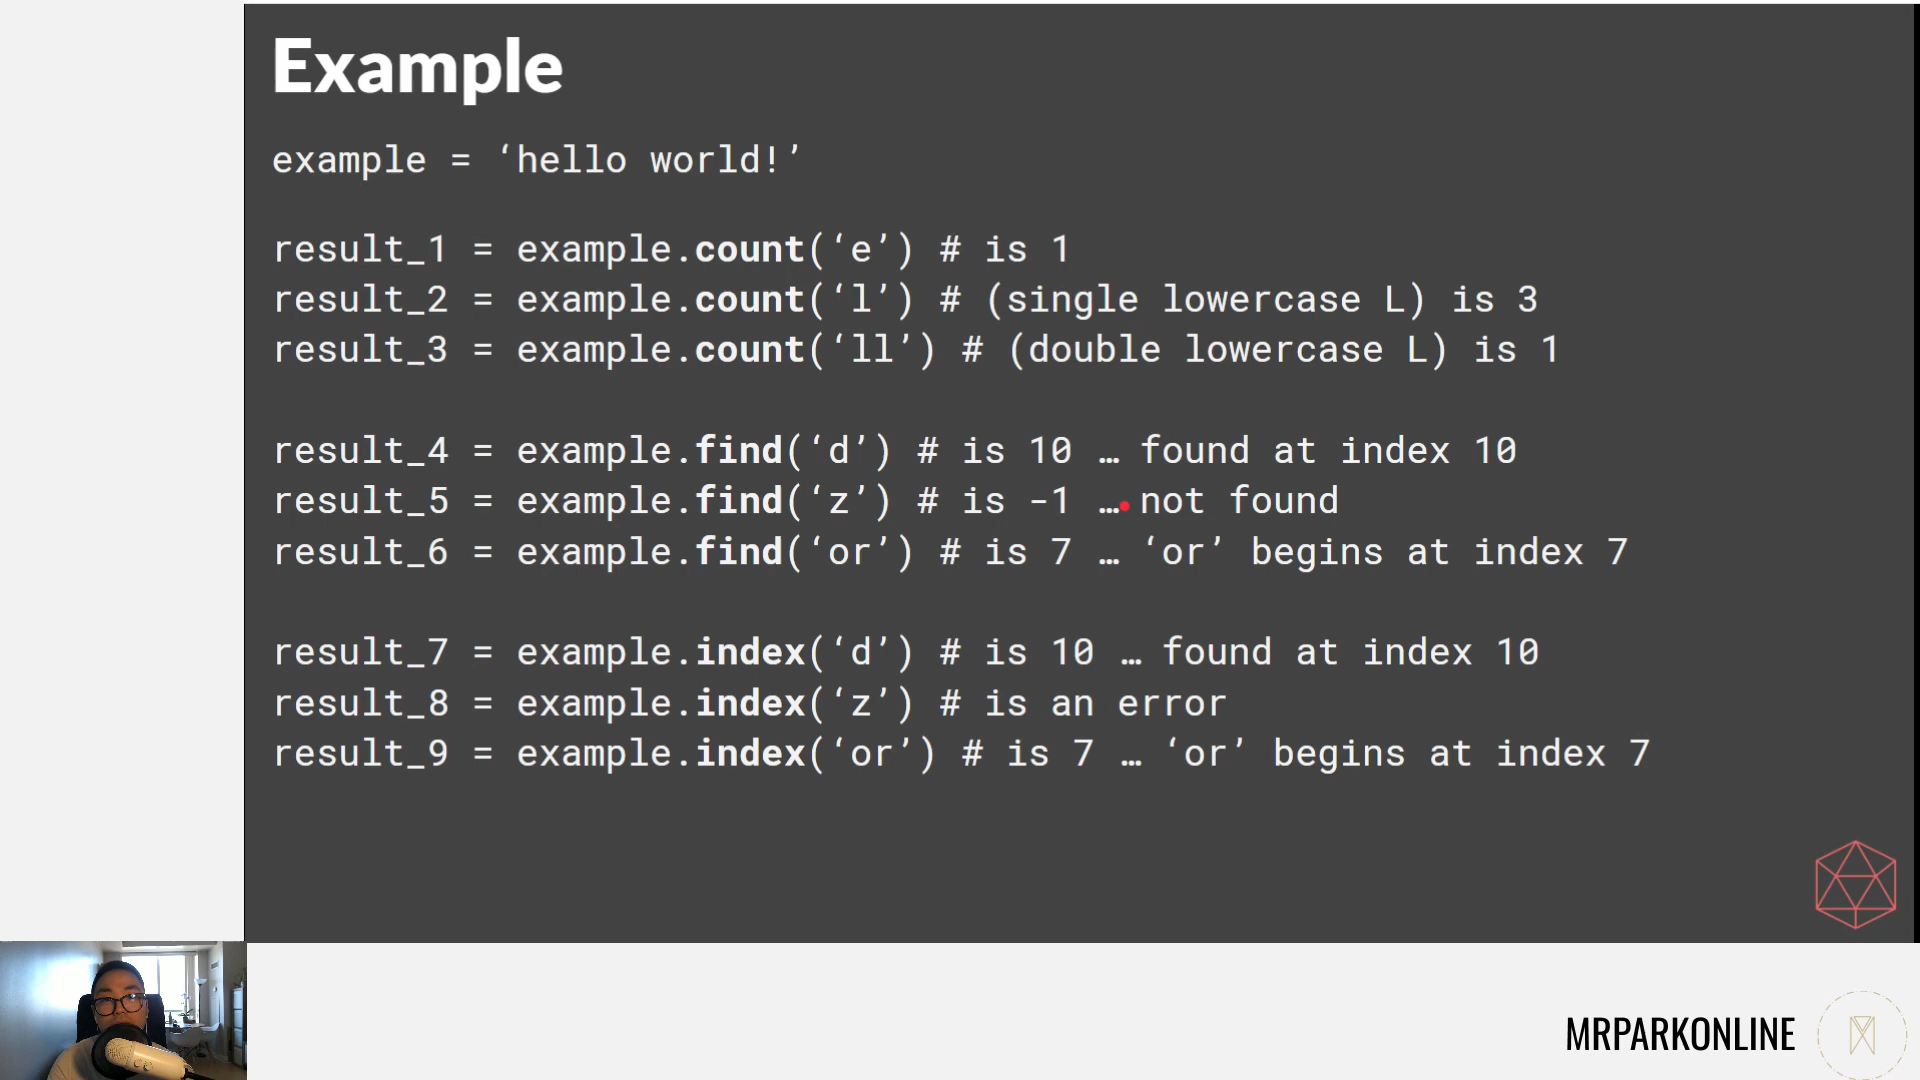 Example
example = ‘hello world!’
result_1 = example.count(‘e’) # is 1
result_2 = example.count(‘l’) # (single lowercase L) is 3
result_3 = example.count(‘ll’) # (double lowercase L) is 1
result_4 = example.find(‘d’) # is 10 … found at index 10
result_5 = example.find(‘z’) # is -1 … not found
result_6 = example.find(‘or’) # is 7 … ‘or’ begins at index 7
result_7 = example.index(‘d’) # is 10 … found at index 10
result_8 = example.index(‘z’) # is an error
result_9 = example.index(‘or’) # is 7 … ‘or’ begins at index 7
MRPARKONLINE